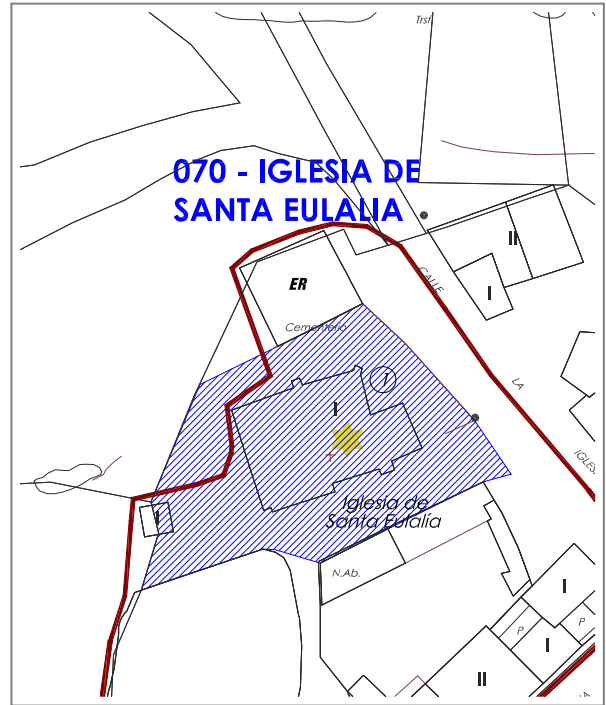 Trsf.
070 - IGLESIA DE
SANTA EULALIA
II
ER
CALLE
I
Cementerio
1
LA
I
IGLES
Iglesia de
Santa Eulalia
I
N.Ab.
I
P
P
I
II